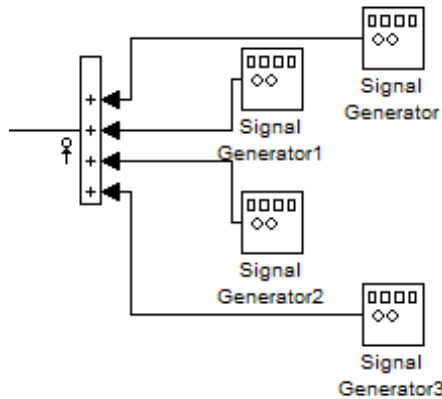 Signal
Generator
Signal
Generator1
+
+
+
+
Signal
Generator2
Signal
Generator3